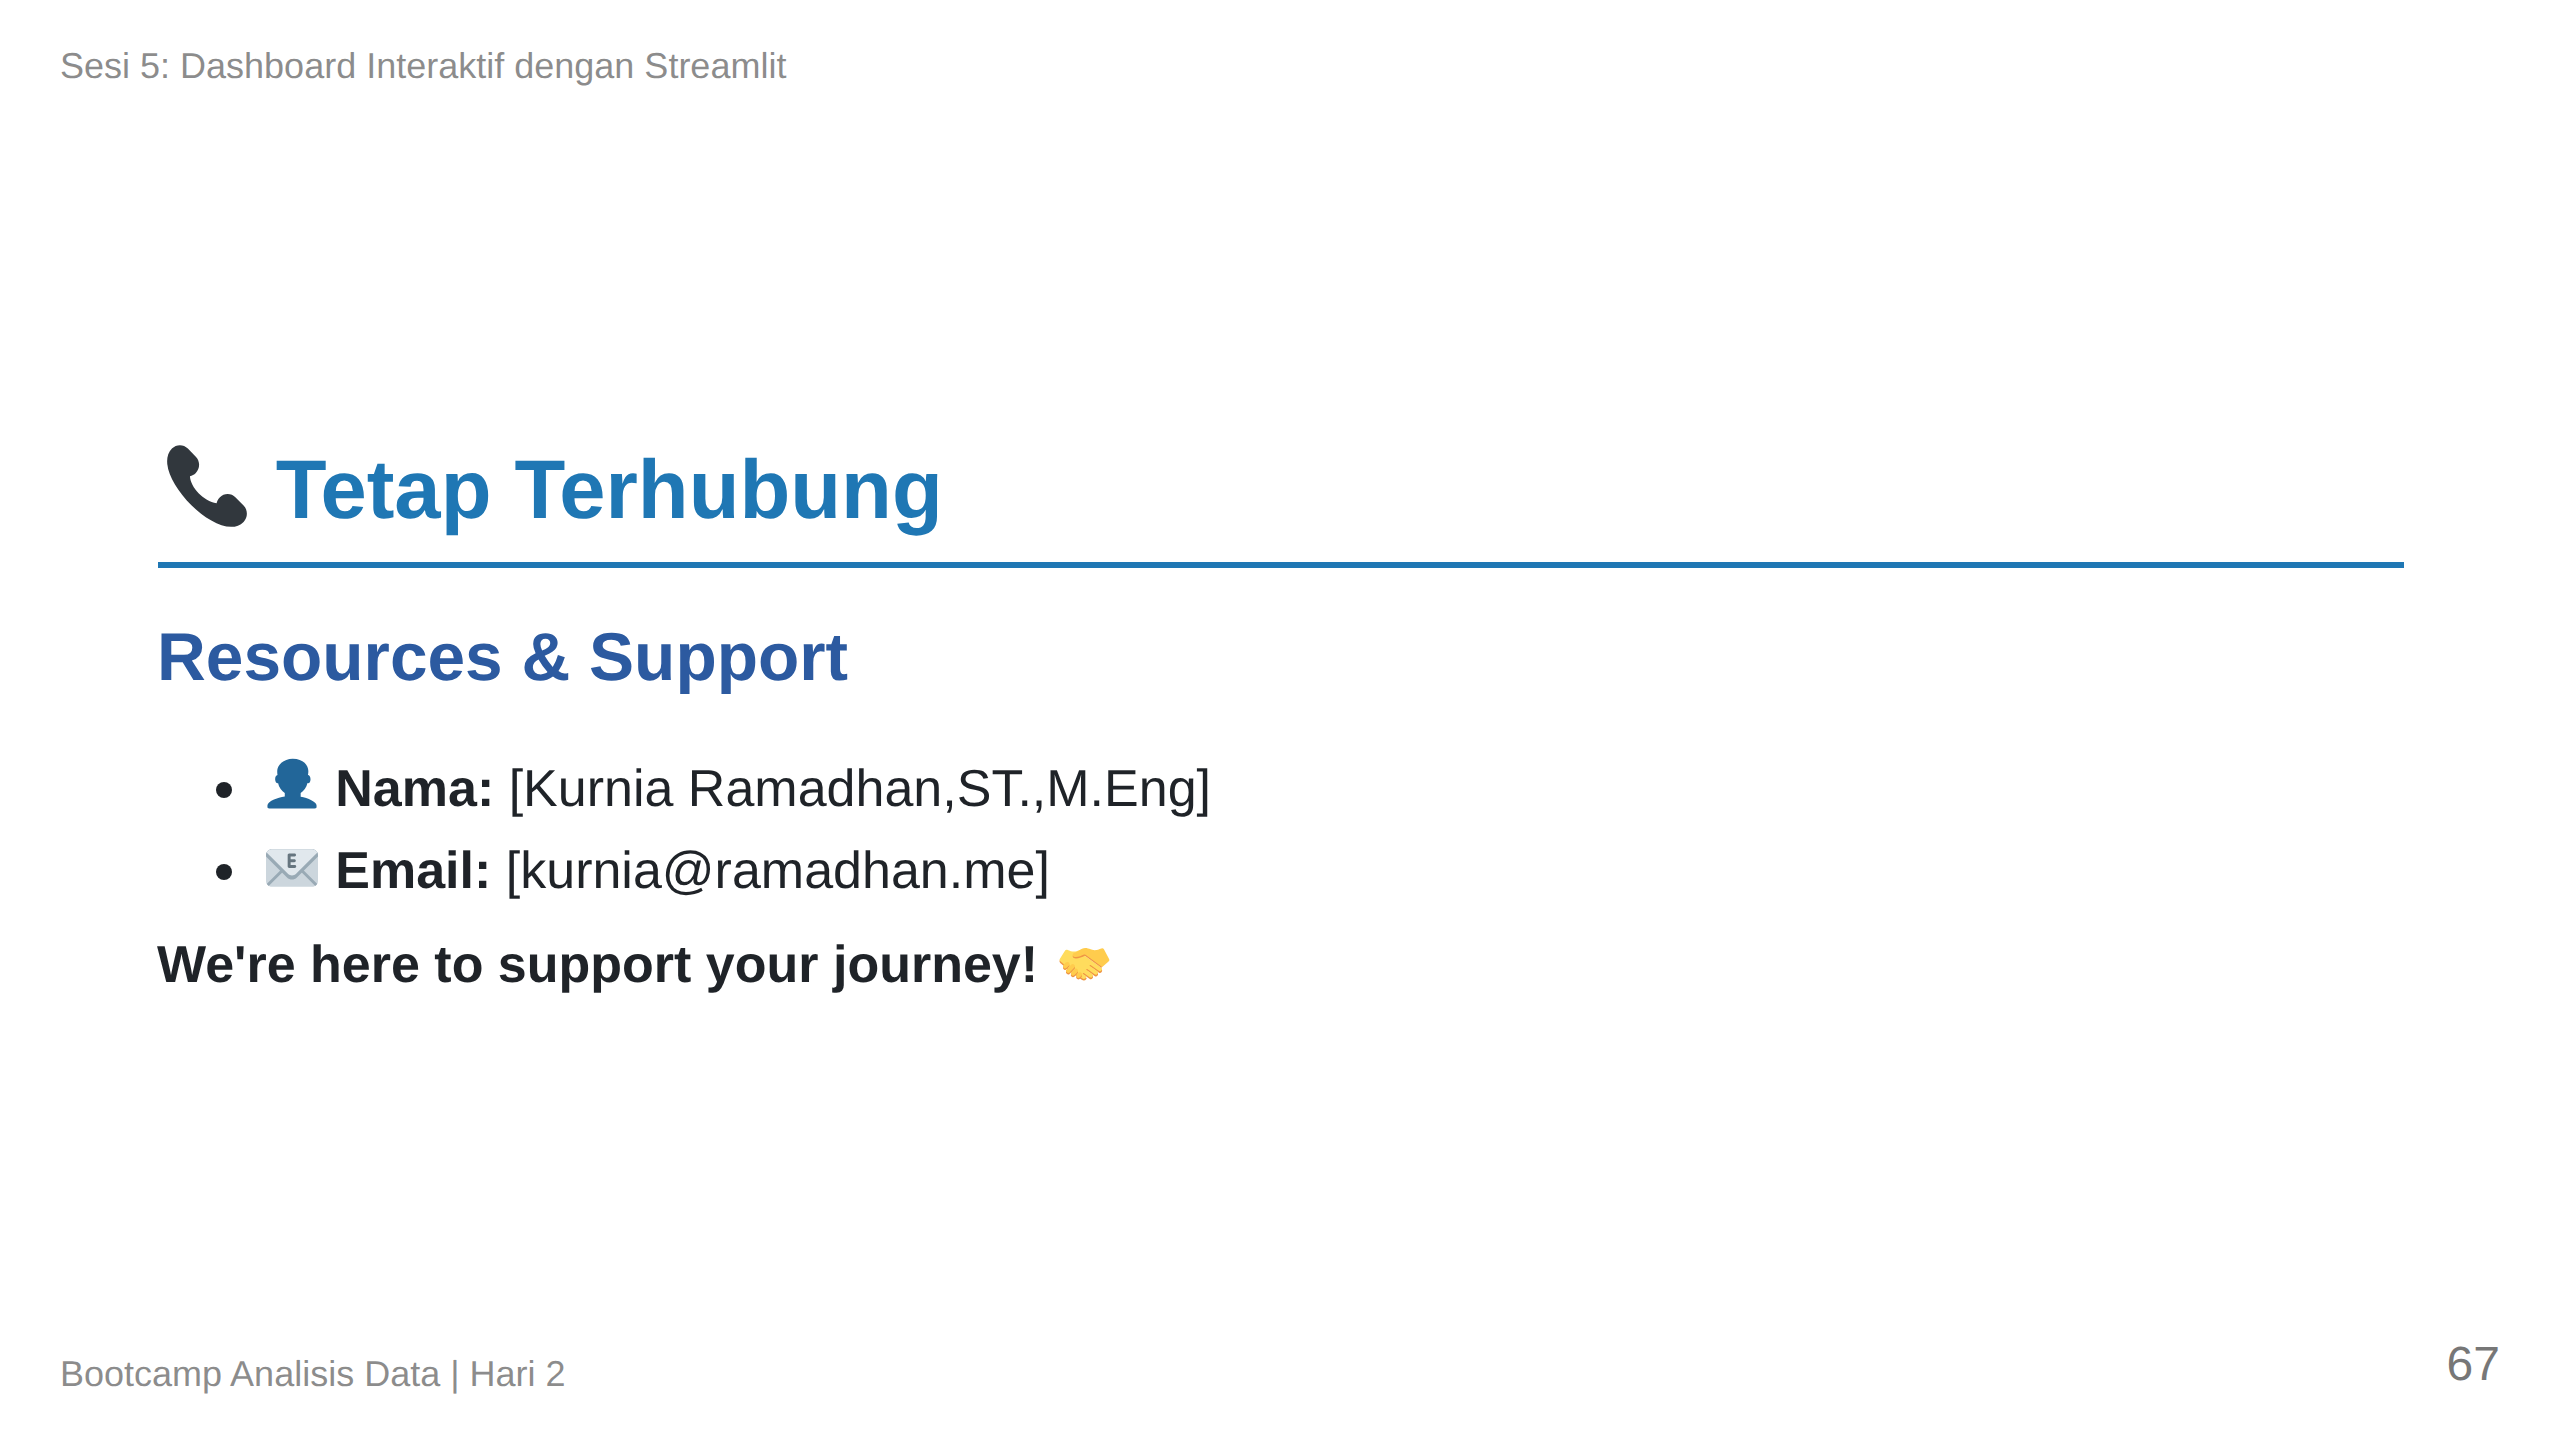 Sesi 5: Dashboard Interaktif dengan Streamlit
📞 Tetap Terhubung
Resources & Support
• 👤 Nama: [Kurnia Ramadhan,ST.,M.Eng]
• 📧 Email: [kurnia@ramadhan.me]
We're here to support your journey! 🤝
Bootcamp Analisis Data | Hari 2
67